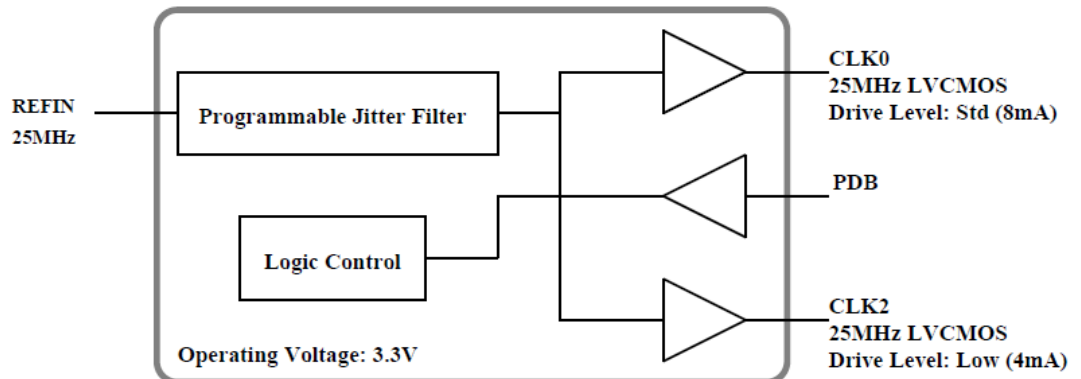 REFIN
25MHz
Programmable Jitter Filter
Logic Control
Operating Voltage: 3.3V
CLK0
25MHz LVCMOS
Drive Level: Std (8mA)
PDB
CLK2
25MHz LVCMOS
Drive Level: Low (4mA)